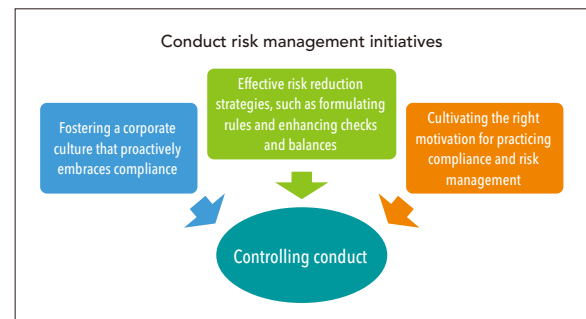 Conduct risk management initiatives
Fostering a corporate
culture that proactively
embraces compliance
Effective risk reduction
strategies, such as formulating
rules and enhancing checks
and balances
Cultivating the right
motivation for practicing
compliance and risk
management
Controlling conduct